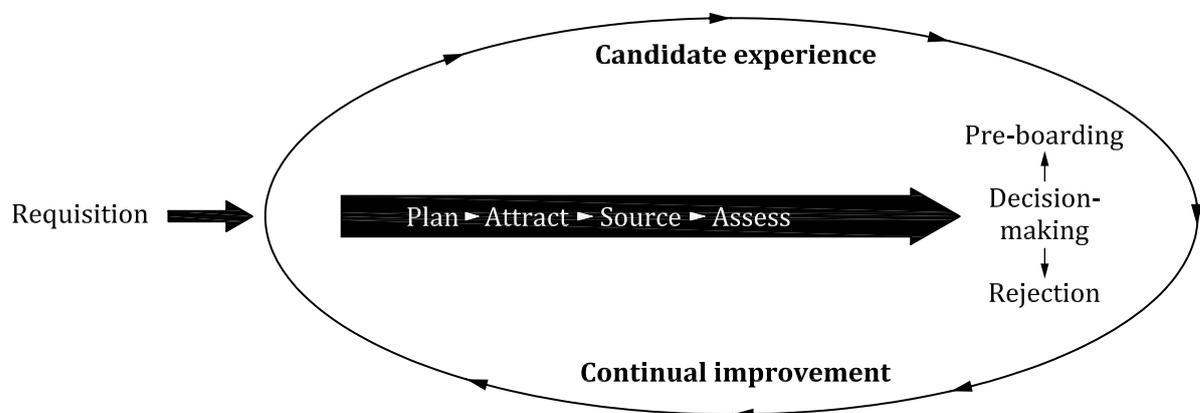 Candidate experience
Pre-boarding
Requisition
Plan ► Attract ► Source ► Assess
Decision-
making
Rejection
Continual improvement